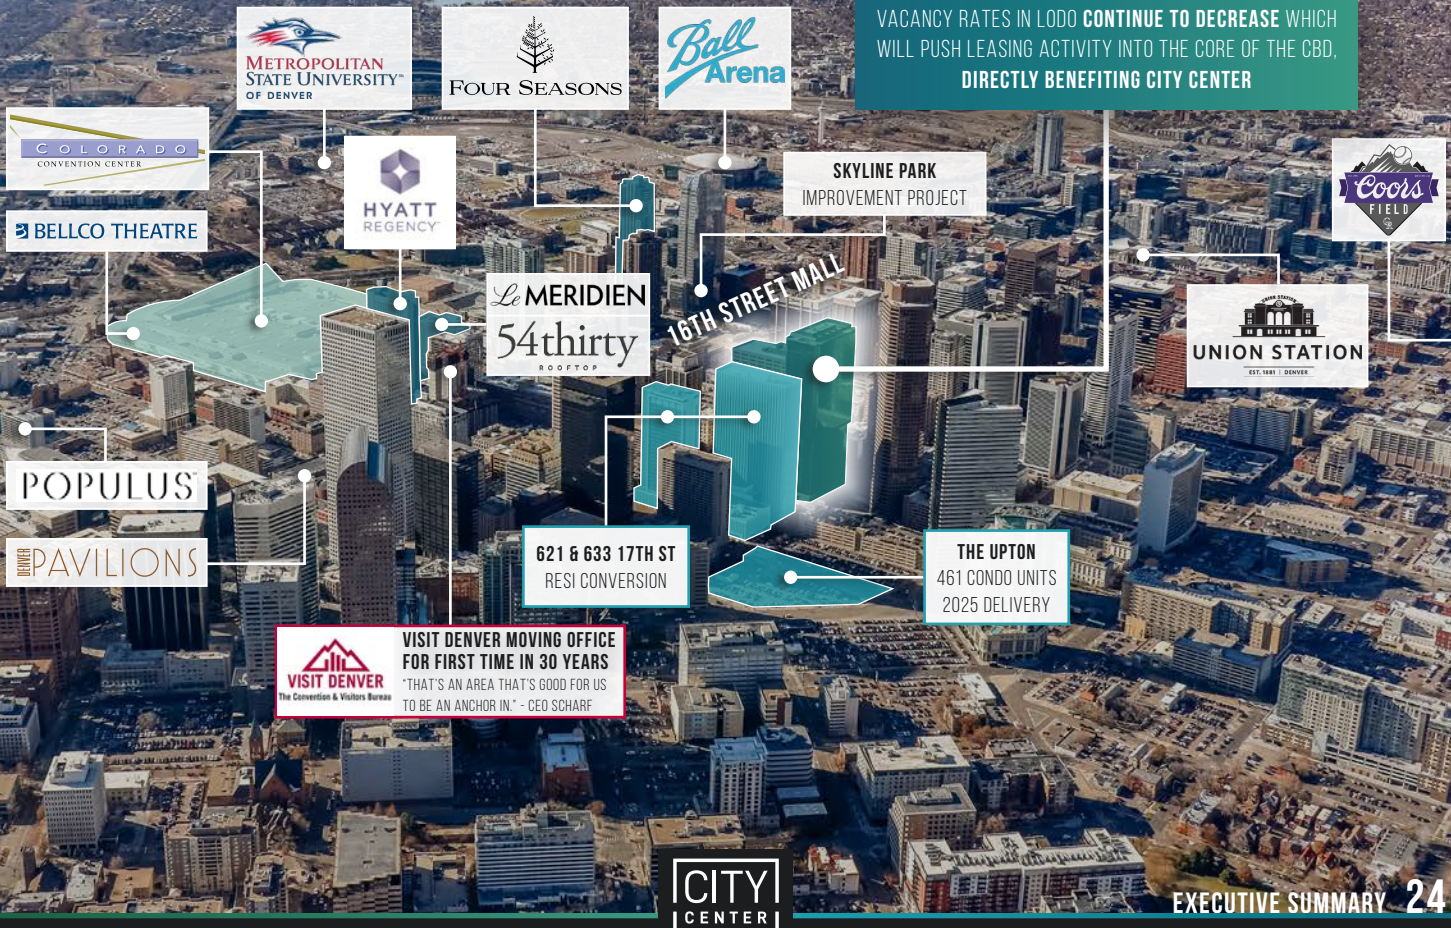 VACANCY RATES IN LODO CONTINUE TO DECREASE WHICH
WILL PUSH LEASING ACTIVITY INTO THE CORE OF THE CBD,
DIRECTLY BENEFITING CITY CENTER
METROPOLITAN
STATE UNIVERSITY™
OF DENVER
FOUR SEASONS
Ball
Arena
COLORADO
CONVENTION CENTER
HYATT
REGENCY™
SKYLINE PARK
IMPROVEMENT PROJECT
Coors
FIELD
BELLCO THEATRE
Le MERIDIEN
54thirty
ROOFTOP
16TH STREET MALL
UNION STATION
UNION STATION
EST. 1881 | DENVER
POPULUS
DENVER
PAVILIONS
621 & 633 17TH ST
RESI CONVERSION
THE UPTON
461 CONDO UNITS
2025 DELIVERY
VISIT DENVER
The Convention & Visitors Bureau
VISIT DENVER MOVING OFFICE
FOR FIRST TIME IN 30 YEARS
"THAT'S AN AREA THAT'S GOOD FOR US
TO BE AN ANCHOR IN." - CEO SCHARF
CITY
CENTER
EXECUTIVE SUMMARY 24